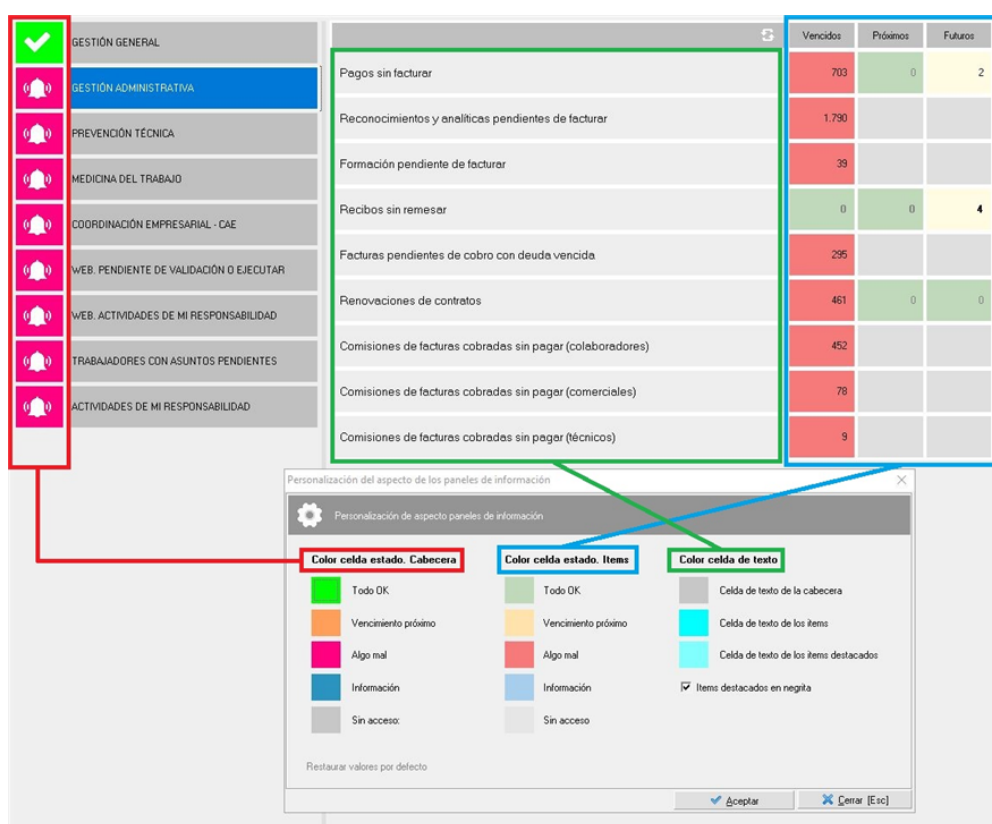 GESTIÓN GENERAL
GESTIÓN ADMINISTRATIVA
PREVENCIÓN TÉCNICA
MEDICINA DEL TRABAJO
COORDINACIÓN EMPRESARIAL - CAE
WEB. PENDIENTE DE VALIDACIÓN O EJECUTAR
WEB. ACTIVIDADES DE MI RESPONSABILIDAD
TRABAJADORES CON ASUNTOS PENDIENTES
ACTIVIDADES DE MI RESPONSABILIDAD
Vencidos Próximos Futuros
Pagos sin facturar 703 0 2
Reconocimientos y analíticas pendientes de facturar 1.790
Formación pendiente de facturar 39
Recibos sin remesar 0 0 4
Facturas pendientes de cobro con deuda vencida 295
Renovaciones de contratos 461 0 0
Comisiones de facturas cobradas sin pagar (colaboradores) 452
Comisiones de facturas cobradas sin pagar (comerciales) 78
Comisiones de facturas cobradas sin pagar (técnicos) 9
Personalización del aspecto de los paneles de información
Personalización de aspecto paneles de información
Color celda estado. Cabecera
Todo OK
Vencimiento próximo
Algo mal
Información
Sin acceso:
Color celda estado. Items
Todo OK
Vencimiento próximo
Algo mal
Información
Sin acceso
Color celda de texto
Celda de texto de la cabecera
Celda de texto de los items
Celda de texto de los items destacados
Items destacados en negrita
Restaurar valores por defecto
Aceptar
Cerrar [Esc]